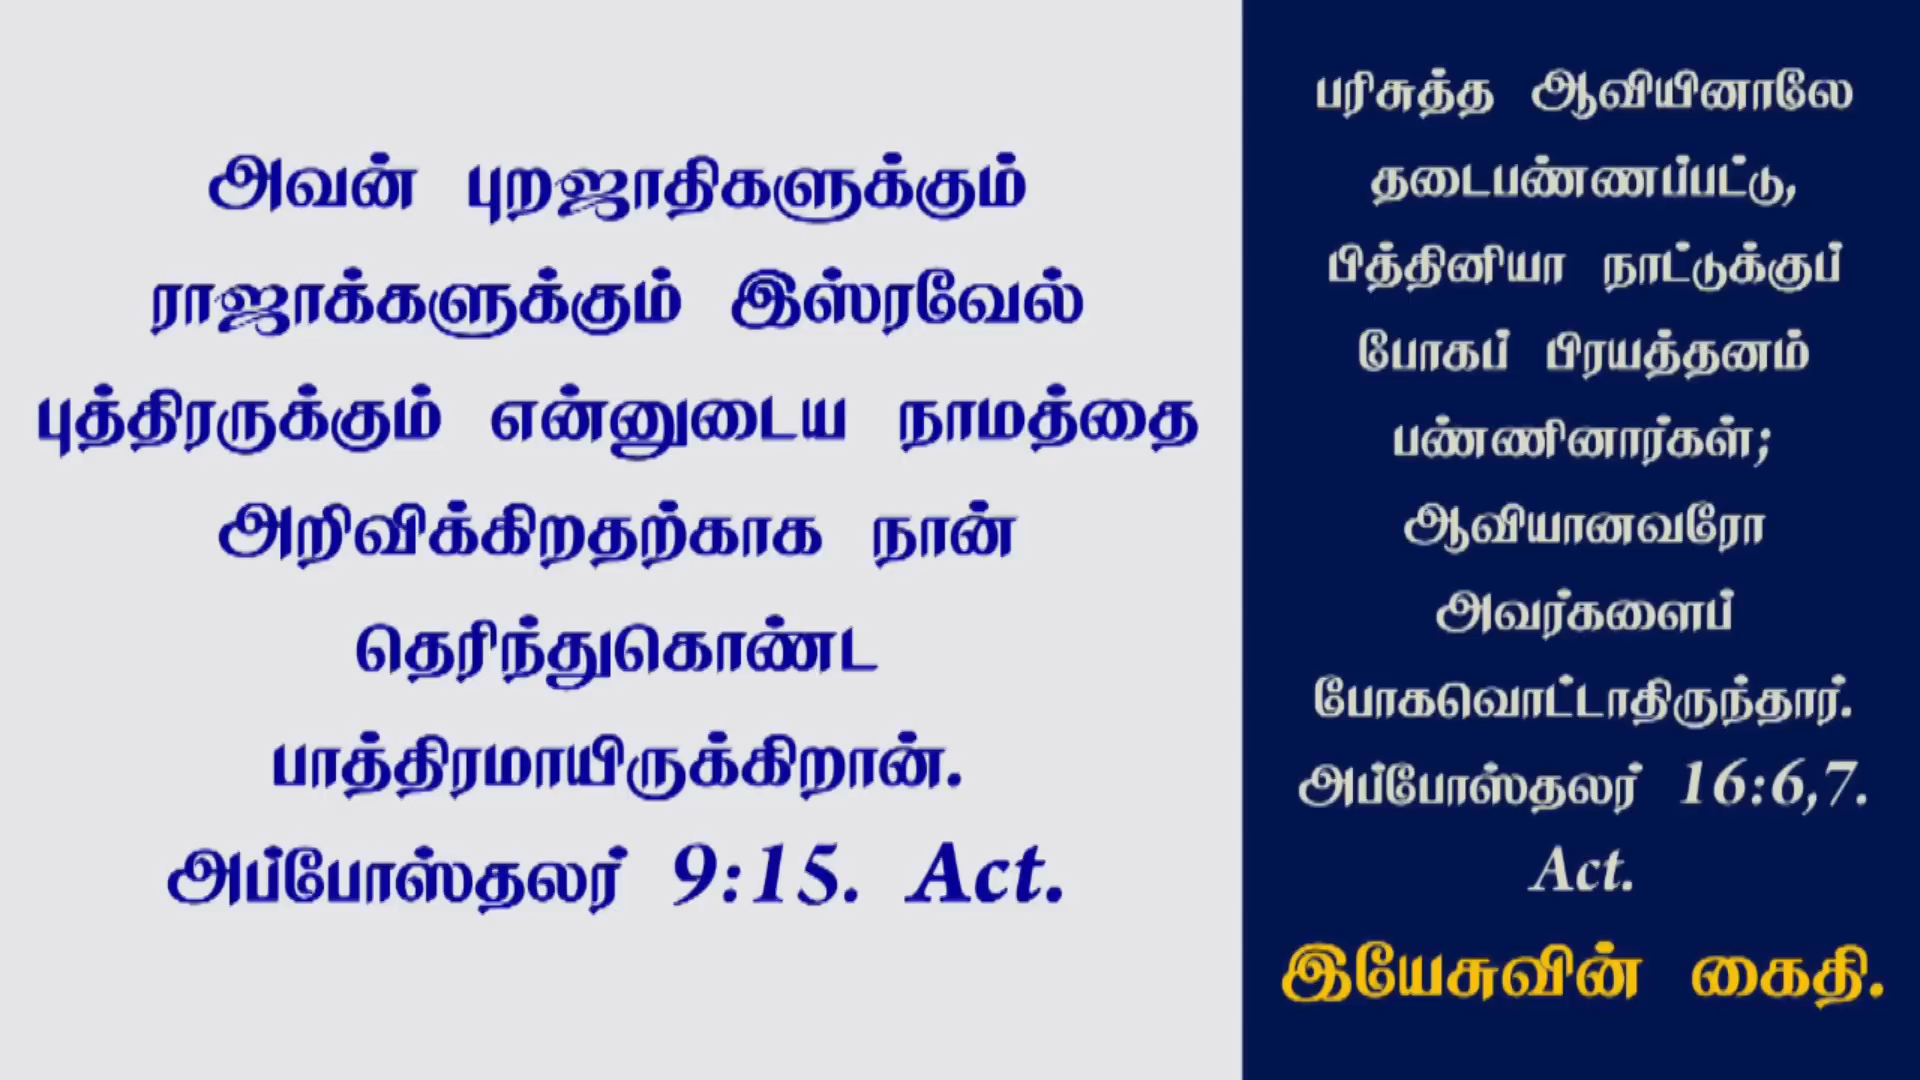 அவன் புறஜாதிகளுக்கும்
ராஜாக்களுக்கும் இஸ்ரவேல்
புத்திரருக்கும் என்னுடைய நாமத்தை
அறிவிக்கிறதற்காக நான்
தெரிந்துகொண்ட
பாத்திரமாயிருக்கிறான்.
அப்போஸ்தலர் 9:15. Act.
பரிசுத்த ஆவியினாலே
தடைபண்ணப்பட்டு,
பித்தினியா நாட்டுக்குப்
போகப் பிரயத்தனம்
பண்ணினார்கள்;
ஆவியானவரோ
அவர்களைப்
போகவொட்டாதிருந்தார்.
அப்போஸ்தலர் 16:6,7.
Act.
இயேசுவின் கைதி.